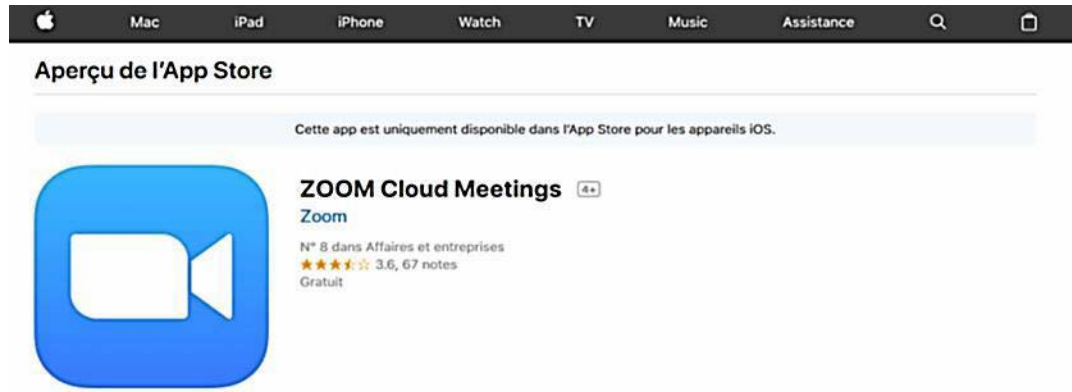 Mac iPad iPhone Watch TV Music Assistance
Aperçu de l'App Store
Cette app est uniquement disponible dans l'App Store pour les appareils iOS.
ZOOM Cloud Meetings 4+
Zoom
N° 8 dans Affaires et entreprises
3.6, 67 notes
Gratuit